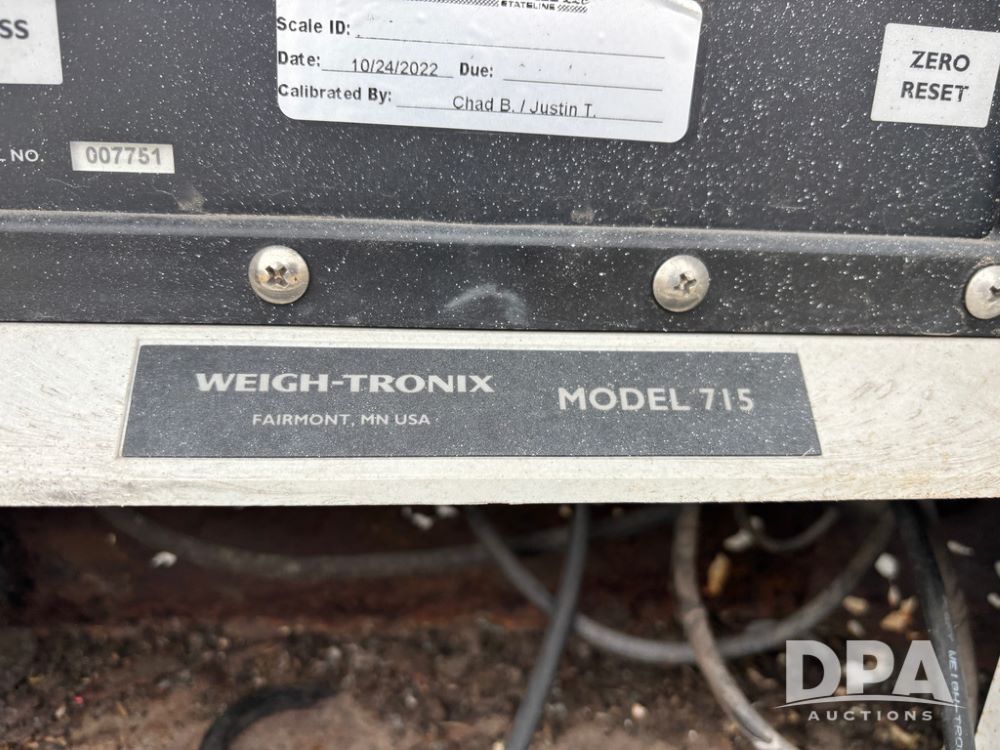 STATELINE
Scale ID:
Date: 10/24/2022 Due:
Calibrated By: Chad B. / Justin T.
SS
ZERO
RESET
NO. 007751
WEIGH-TRONIX
FAIRMONT, MN USA
MODEL 715
DPA
AUCTIONS